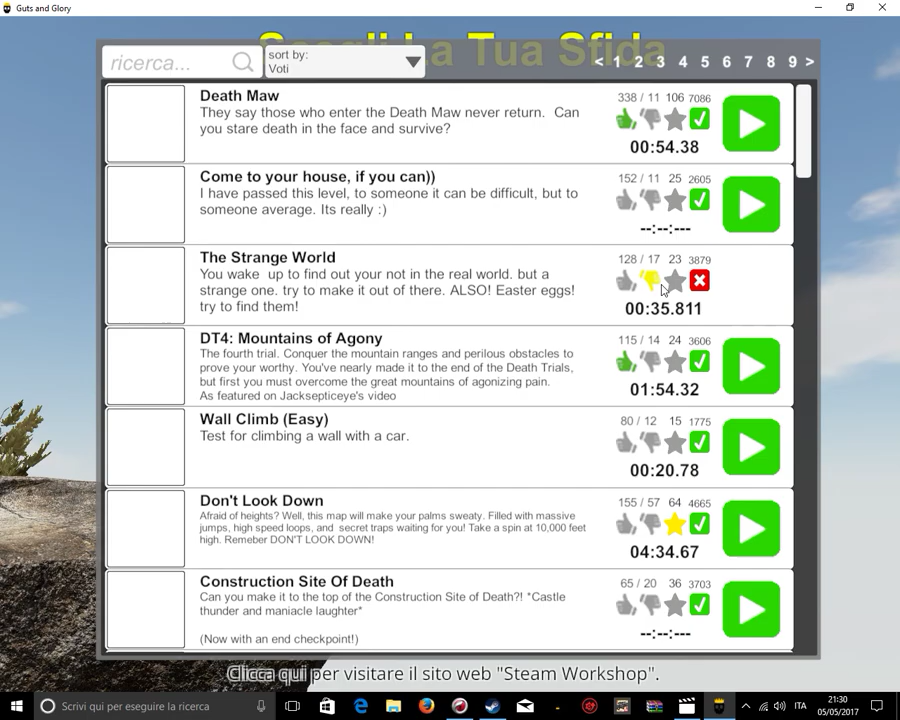 Guts and Glory
Scegli La Tua Sfida
ricerca...
sort by:
Voti
< 1 2 3 4 5 6 7 8 9 >
Death Maw
They say those who enter the Death Maw never return. Can
you stare death in the face and survive?
338 / 11 106 7086
00:54.38
Come to your house, if you can))
I have passed this level, to someone it can be difficult, but to
someone average. Its really :)
152 / 11 25 2605
--:--:---
The Strange World
You wake up to find out your not in the real world. but a
strange one. try to make it out of there. ALSO! Easter eggs!
try to find them!
128 / 17 23 3879
00:35.811
DT4: Mountains of Agony
The fourth trial. Conquer the mountain ranges and perilous obstacles to
prove your worthy. You've nearly made it to the end of the Death Trials,
but first you must overcome the great mountains of agonizing pain.
As featured on Jacksepticeye's video
115 / 14 24 3606
01:54.32
Wall Climb (Easy)
Test for climbing a wall with a car.
80 / 12 15 1775
00:20.78
Don't Look Down
Afraid of heights? Well, this map will make your palms sweaty. Filled with massive
jumps, high speed loops, and secret traps waiting for you! Take a spin at 10,000 feet
high. Remeber DON'T LOOK DOWN!
155 / 57 64 4665
04:34.67
Construction Site Of Death
Can you make it to the top of the Construction Site of Death?! *Castle
thunder and maniacle laughter*
(Now with an end checkpoint!)
65 / 20 36 3703
--:--:---
Clicca qui per visitare il sito web "Steam Workshop".
Scrivi qui per eseguire la ricerca
ITA
21:30
05/05/2017